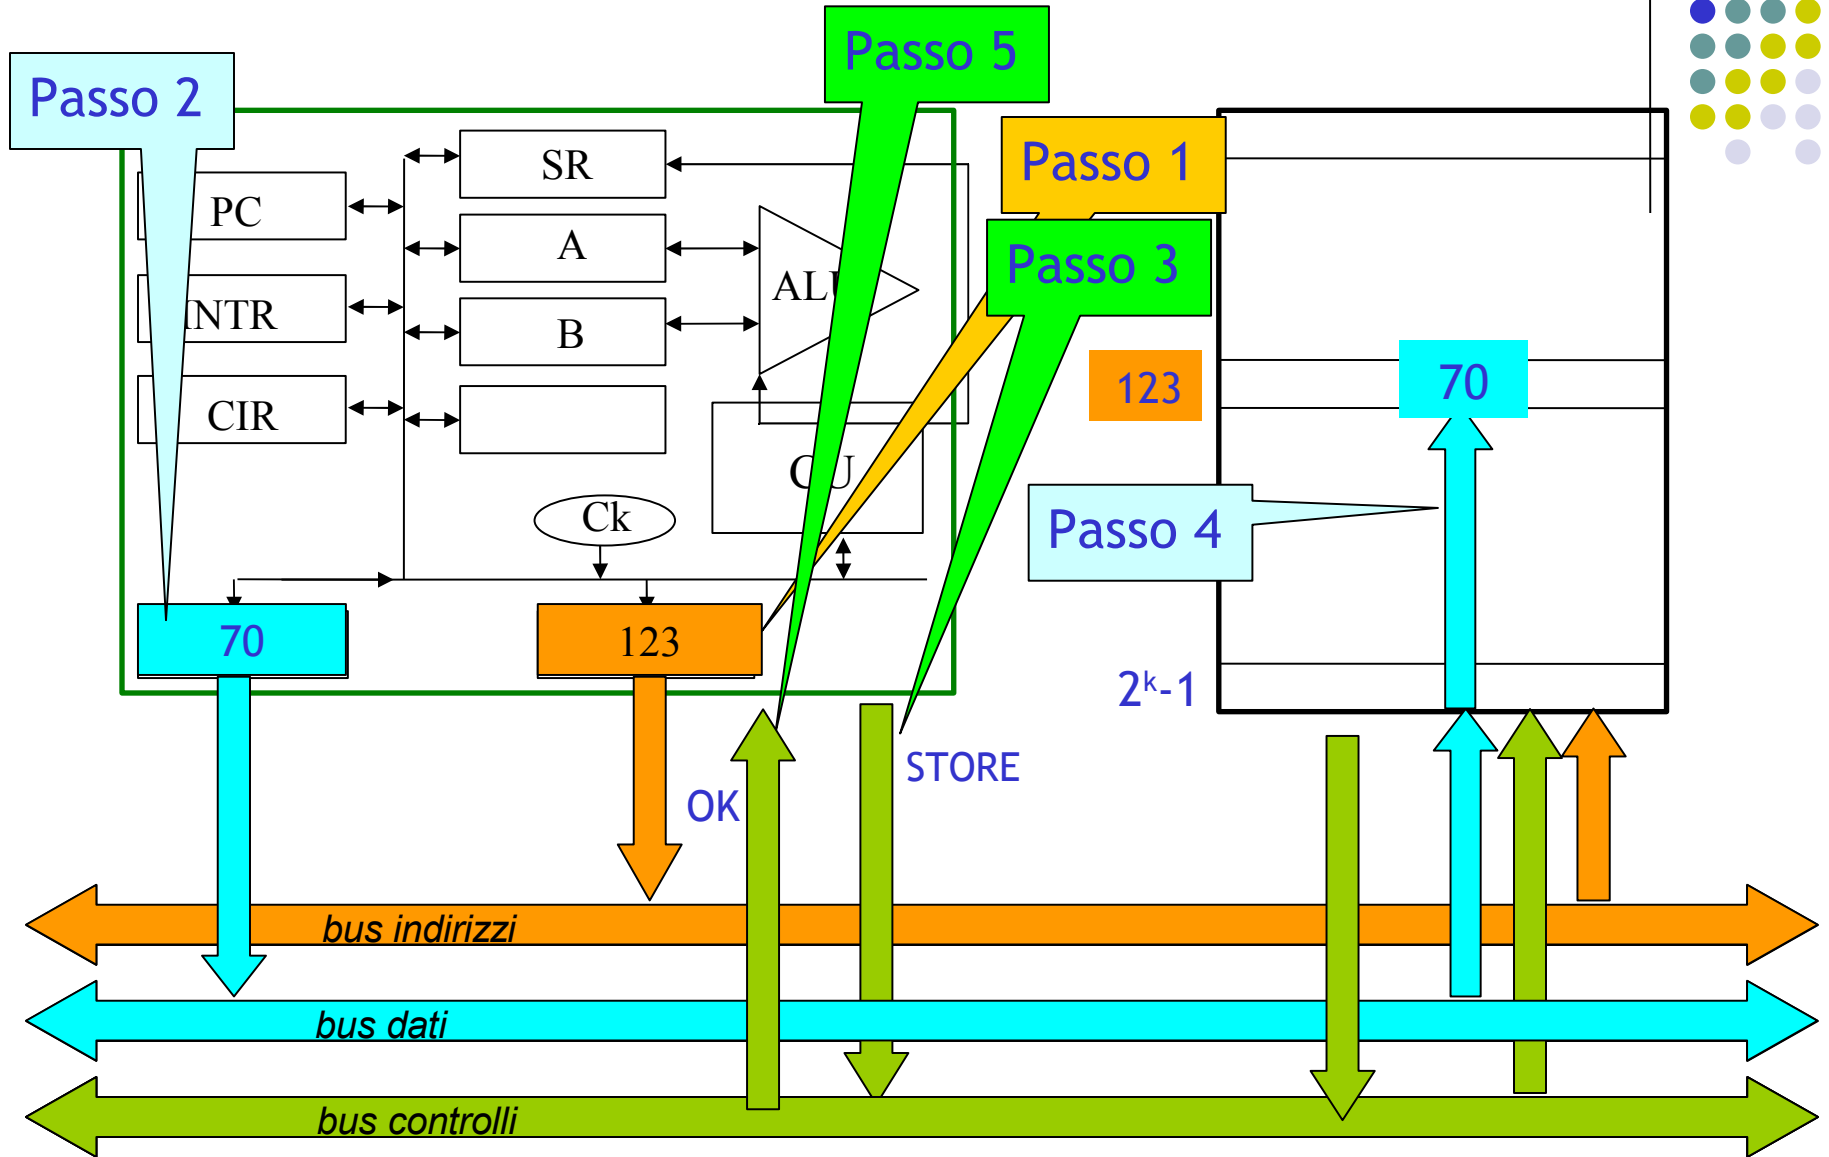 Passo 5
Passo 2
Passo 1
SR
PC
A
Passo 3
ALU
INTR
B
123
70
CIR
CU
Ck
Passo 4
70
123
2ᵏ-1
STORE
OK
bus indirizzi
bus dati
bus controlli